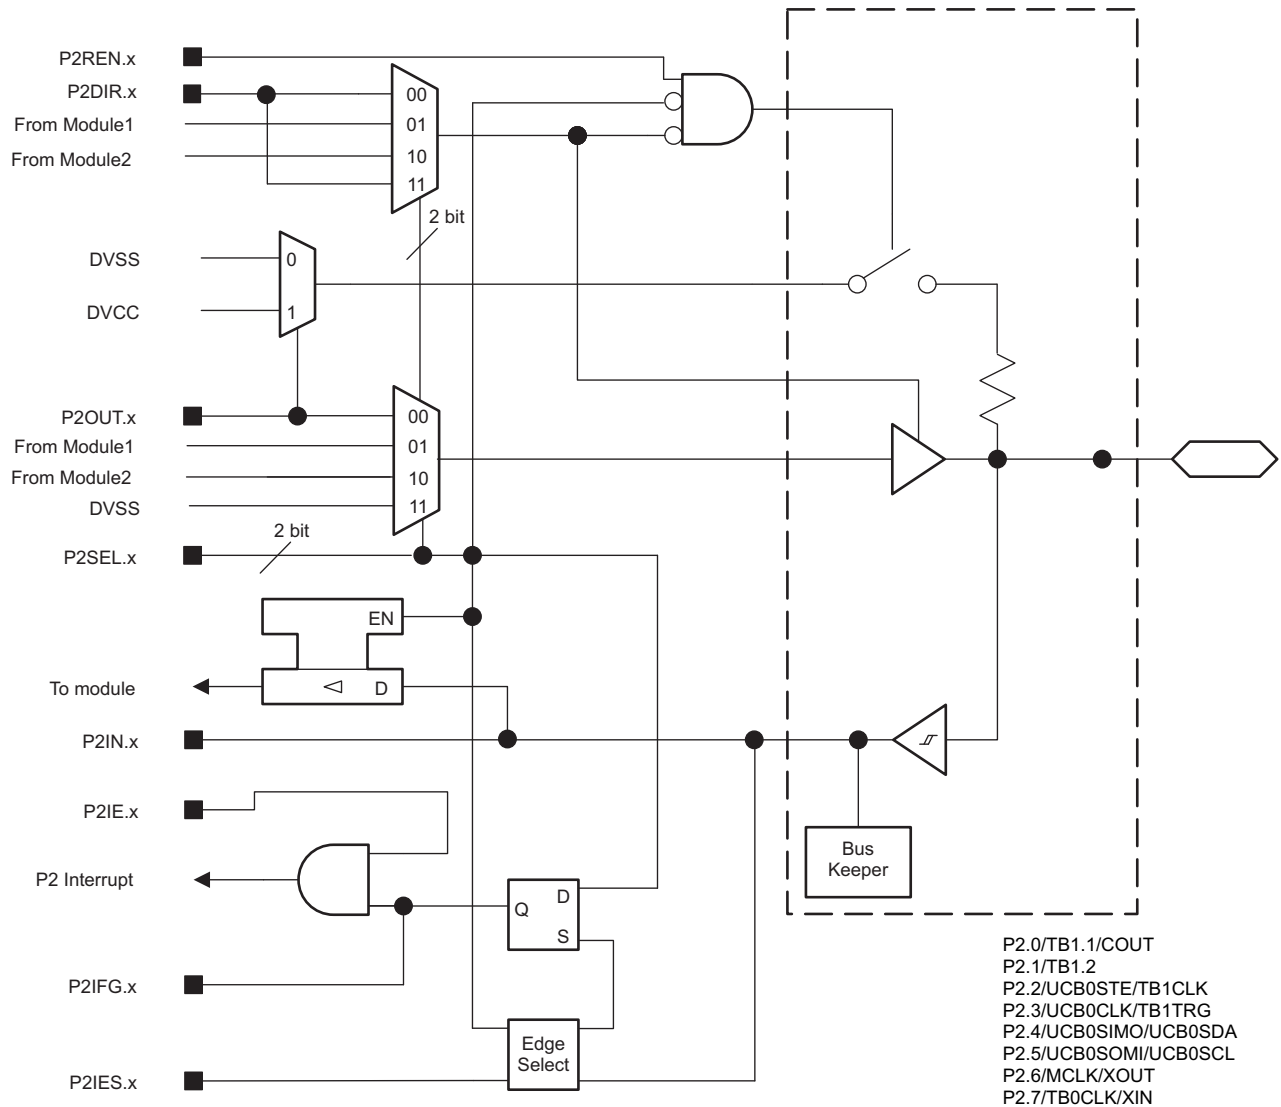 P2REN.x
P2DIR.x
00
From Module1
01
From Module2
10
11
2 bit
DVSS
0
DVCC
1
P2OUT.x
00
From Module1
01
From Module2
10
DVSS
11
2 bit
P2SEL.x
EN
To module
D
P2IN.x
P2IE.x
Bus
Keeper
P2 Interrupt
D
Q
S
P2IFG.x
Edge
Select
P2IES.x
P2.0/TB1.1/COUT
P2.1/TB1.2
P2.2/UCB0STE/TB1CLK
P2.3/UCB0CLK/TB1TRG
P2.4/UCB0SIMO/UCB0SDA
P2.5/UCB0SOMI/UCB0SCL
P2.6/MCLK/XOUT
P2.7/TB0CLK/XIN